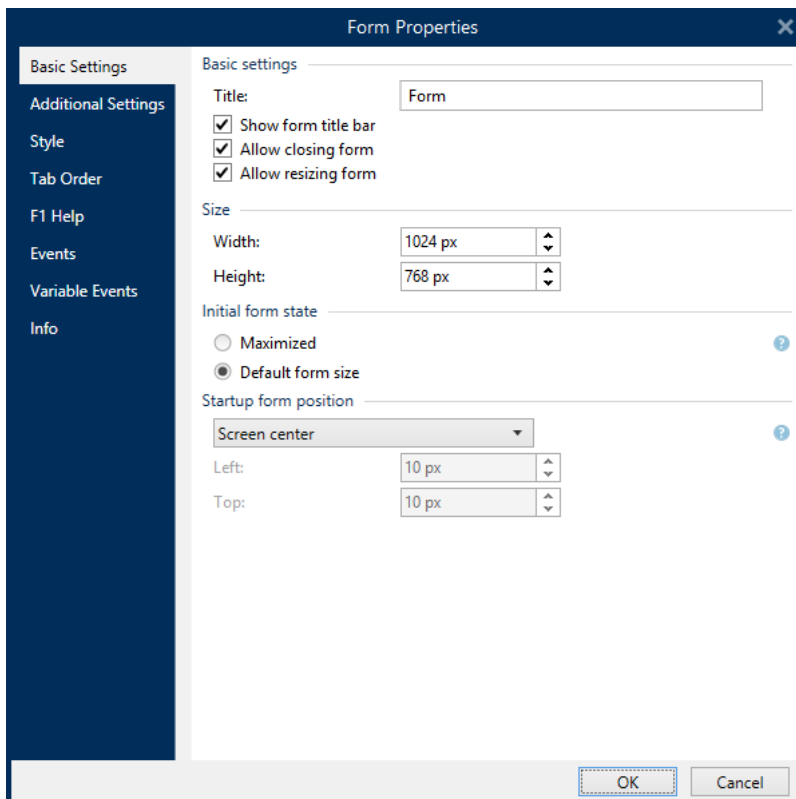 Form Properties
Basic Settings
Additional Settings
Style
Tab Order
F1 Help
Events
Variable Events
Info
Basic settings
Title: Form
Show form title bar
Allow closing form
Allow resizing form
Size
Width: 1024 px
Height: 768 px
Initial form state
Maximized
?
Default form size
Startup form position
Screen center
?
Left: 10 px
Top: 10 px
OK Cancel